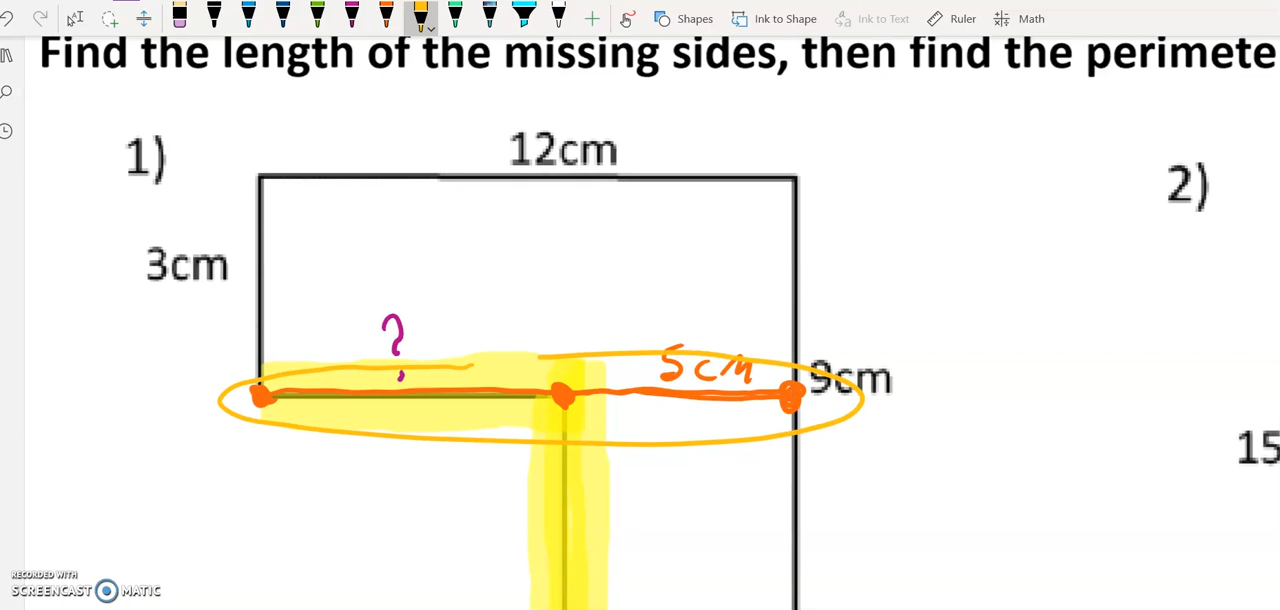 Shapes
Ink to Shape
Ink to Text
Ruler
Math
Find the length of the missing sides, then find the perimete
1)
12cm
2)
3cm
?
5cm
9cm
15
RECORDED WITH
SCREENCAST MATIC